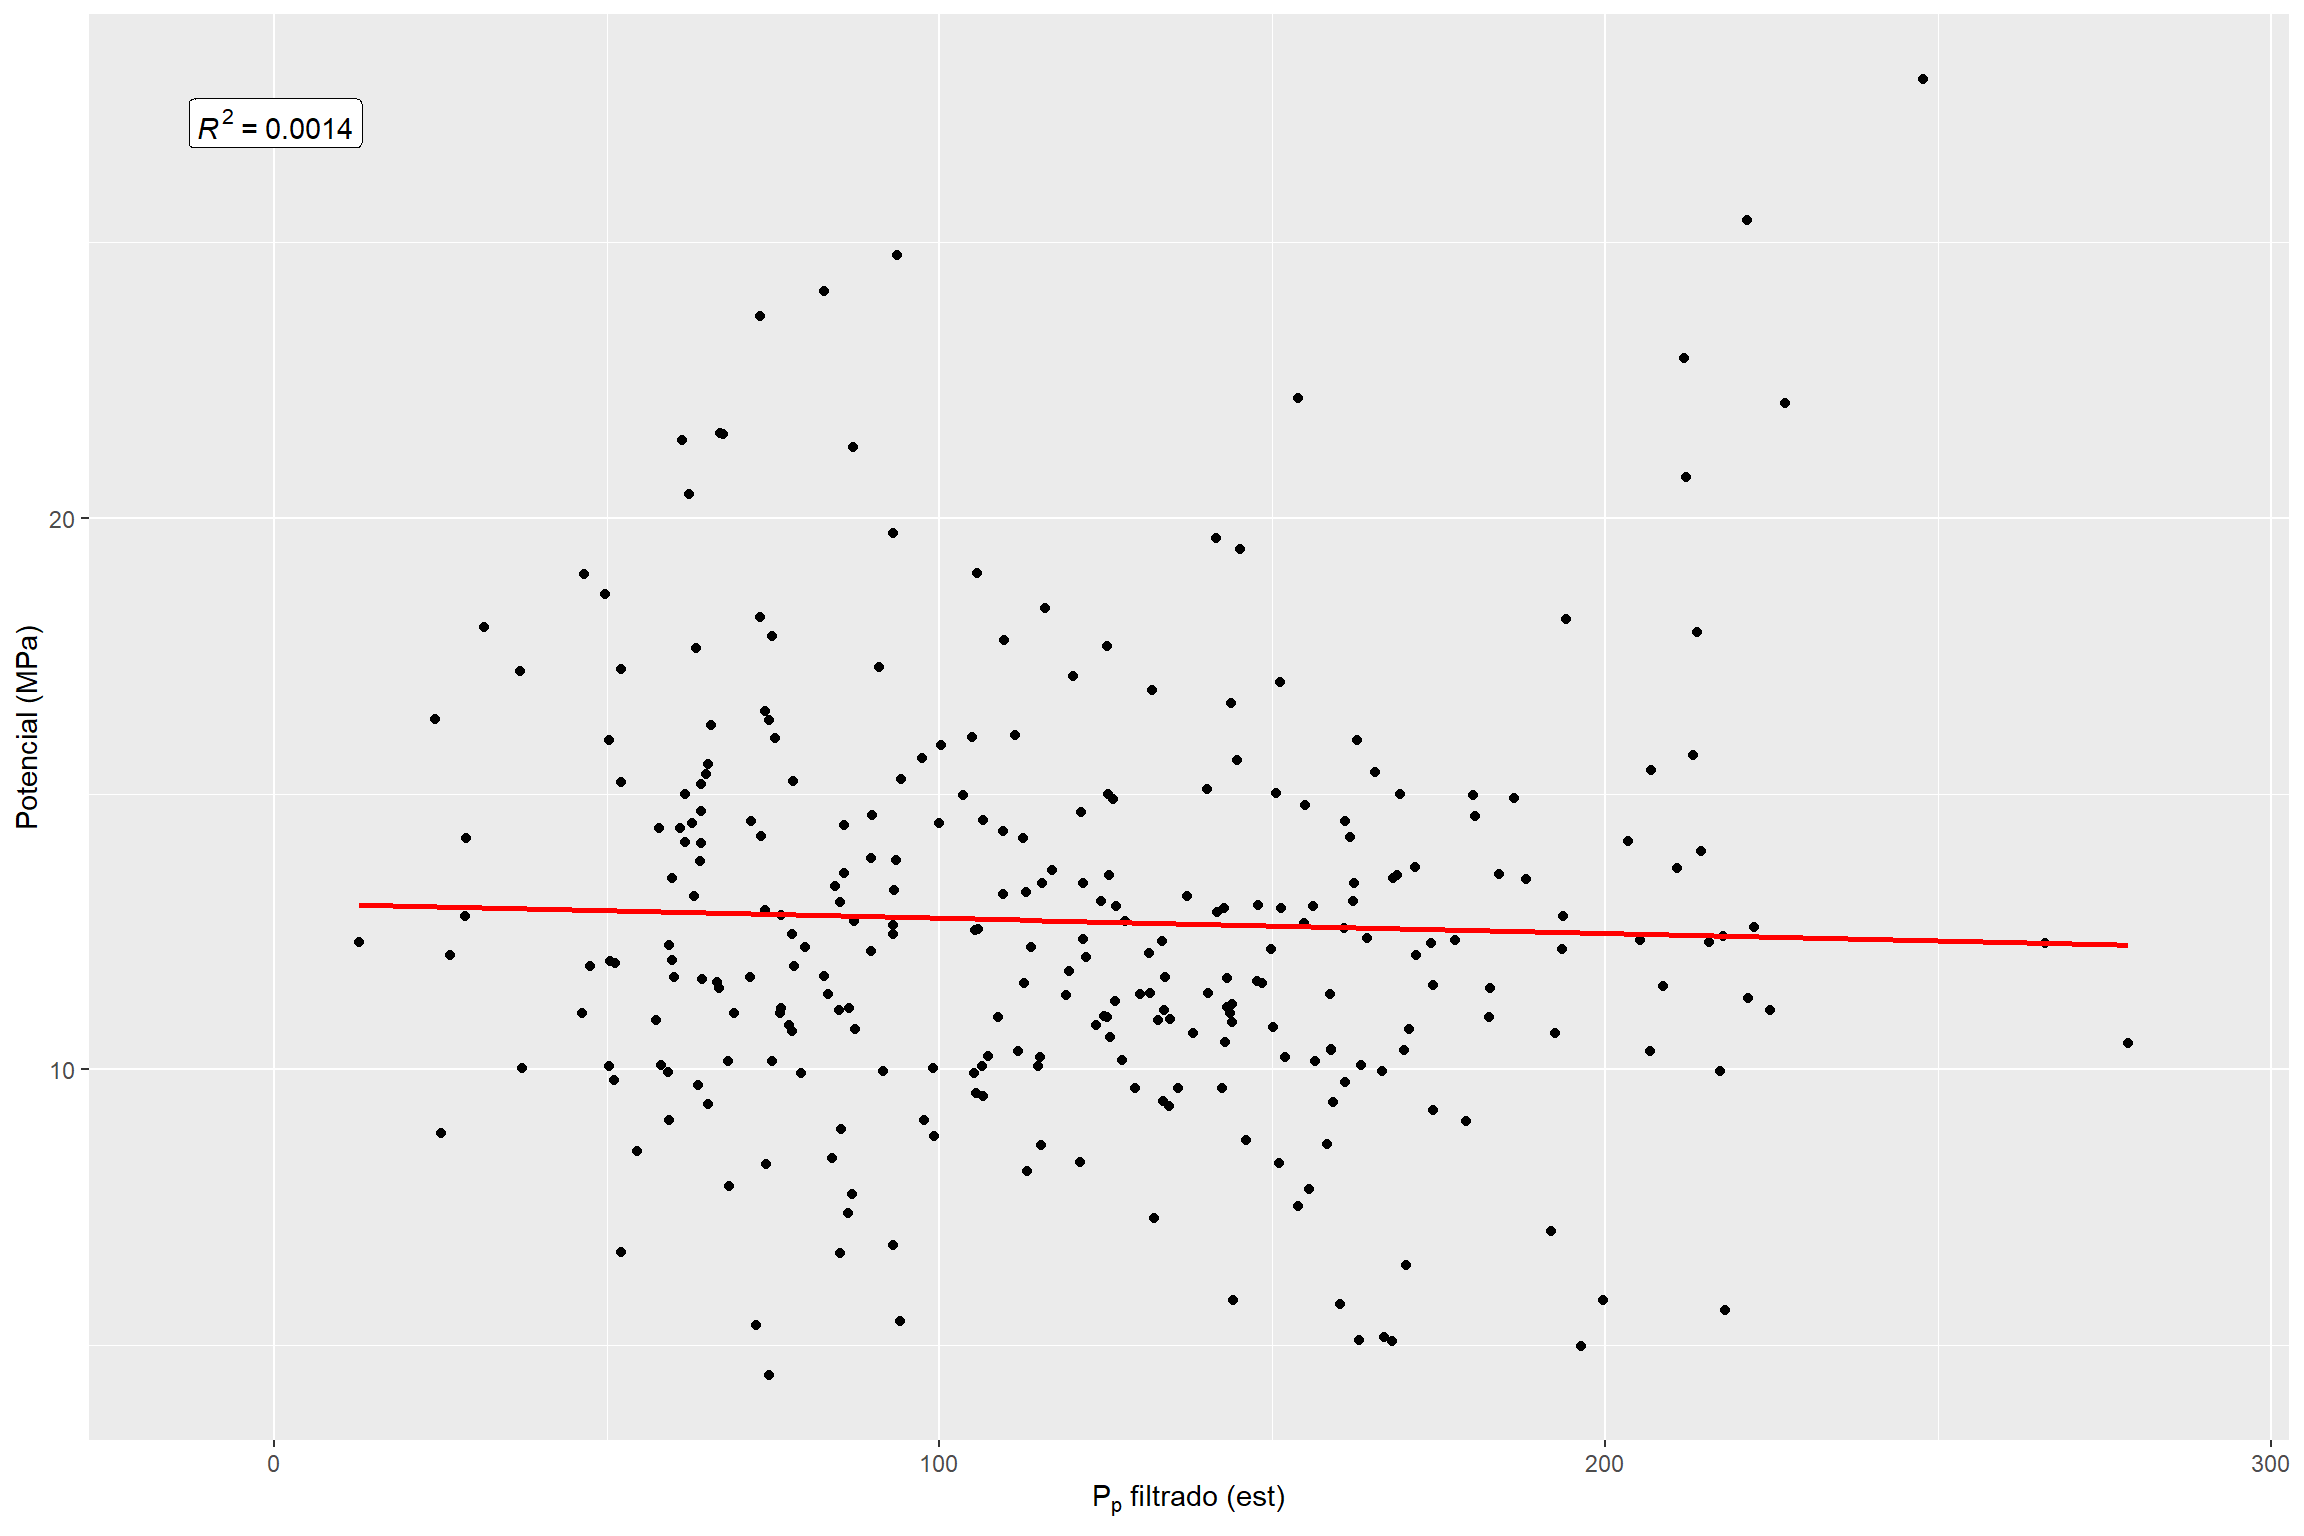 R² = 0.0014
20
10
Potencial (MPa)
0
100
200
300
Pₚ filtrado (est)